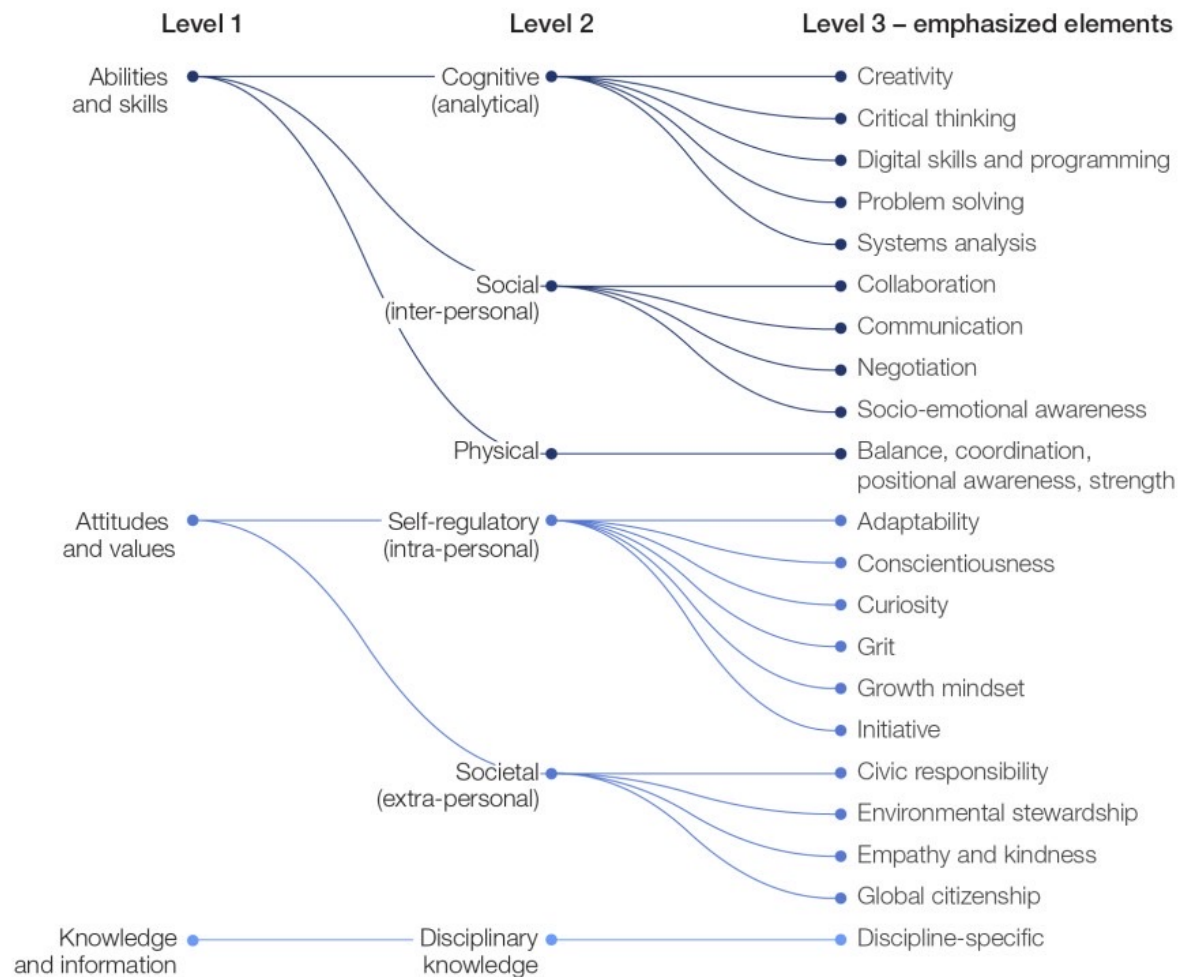 Level 1
Level 2
Level 3 – emphasized elements
Abilities
and skills
Cognitive
(analytical)
Creativity
Critical thinking
Digital skills and programming
Problem solving
Systems analysis
Social
(inter-personal)
Collaboration
Communication
Negotiation
Socio-emotional awareness
Physical
Balance, coordination,
positional awareness, strength
Attitudes
and values
Self-regulatory
(intra-personal)
Adaptability
Conscientiousness
Curiosity
Grit
Growth mindset
Initiative
Societal
(extra-personal)
Civic responsibility
Environmental stewardship
Empathy and kindness
Global citizenship
Knowledge
and information
Disciplinary
knowledge
Discipline-specific